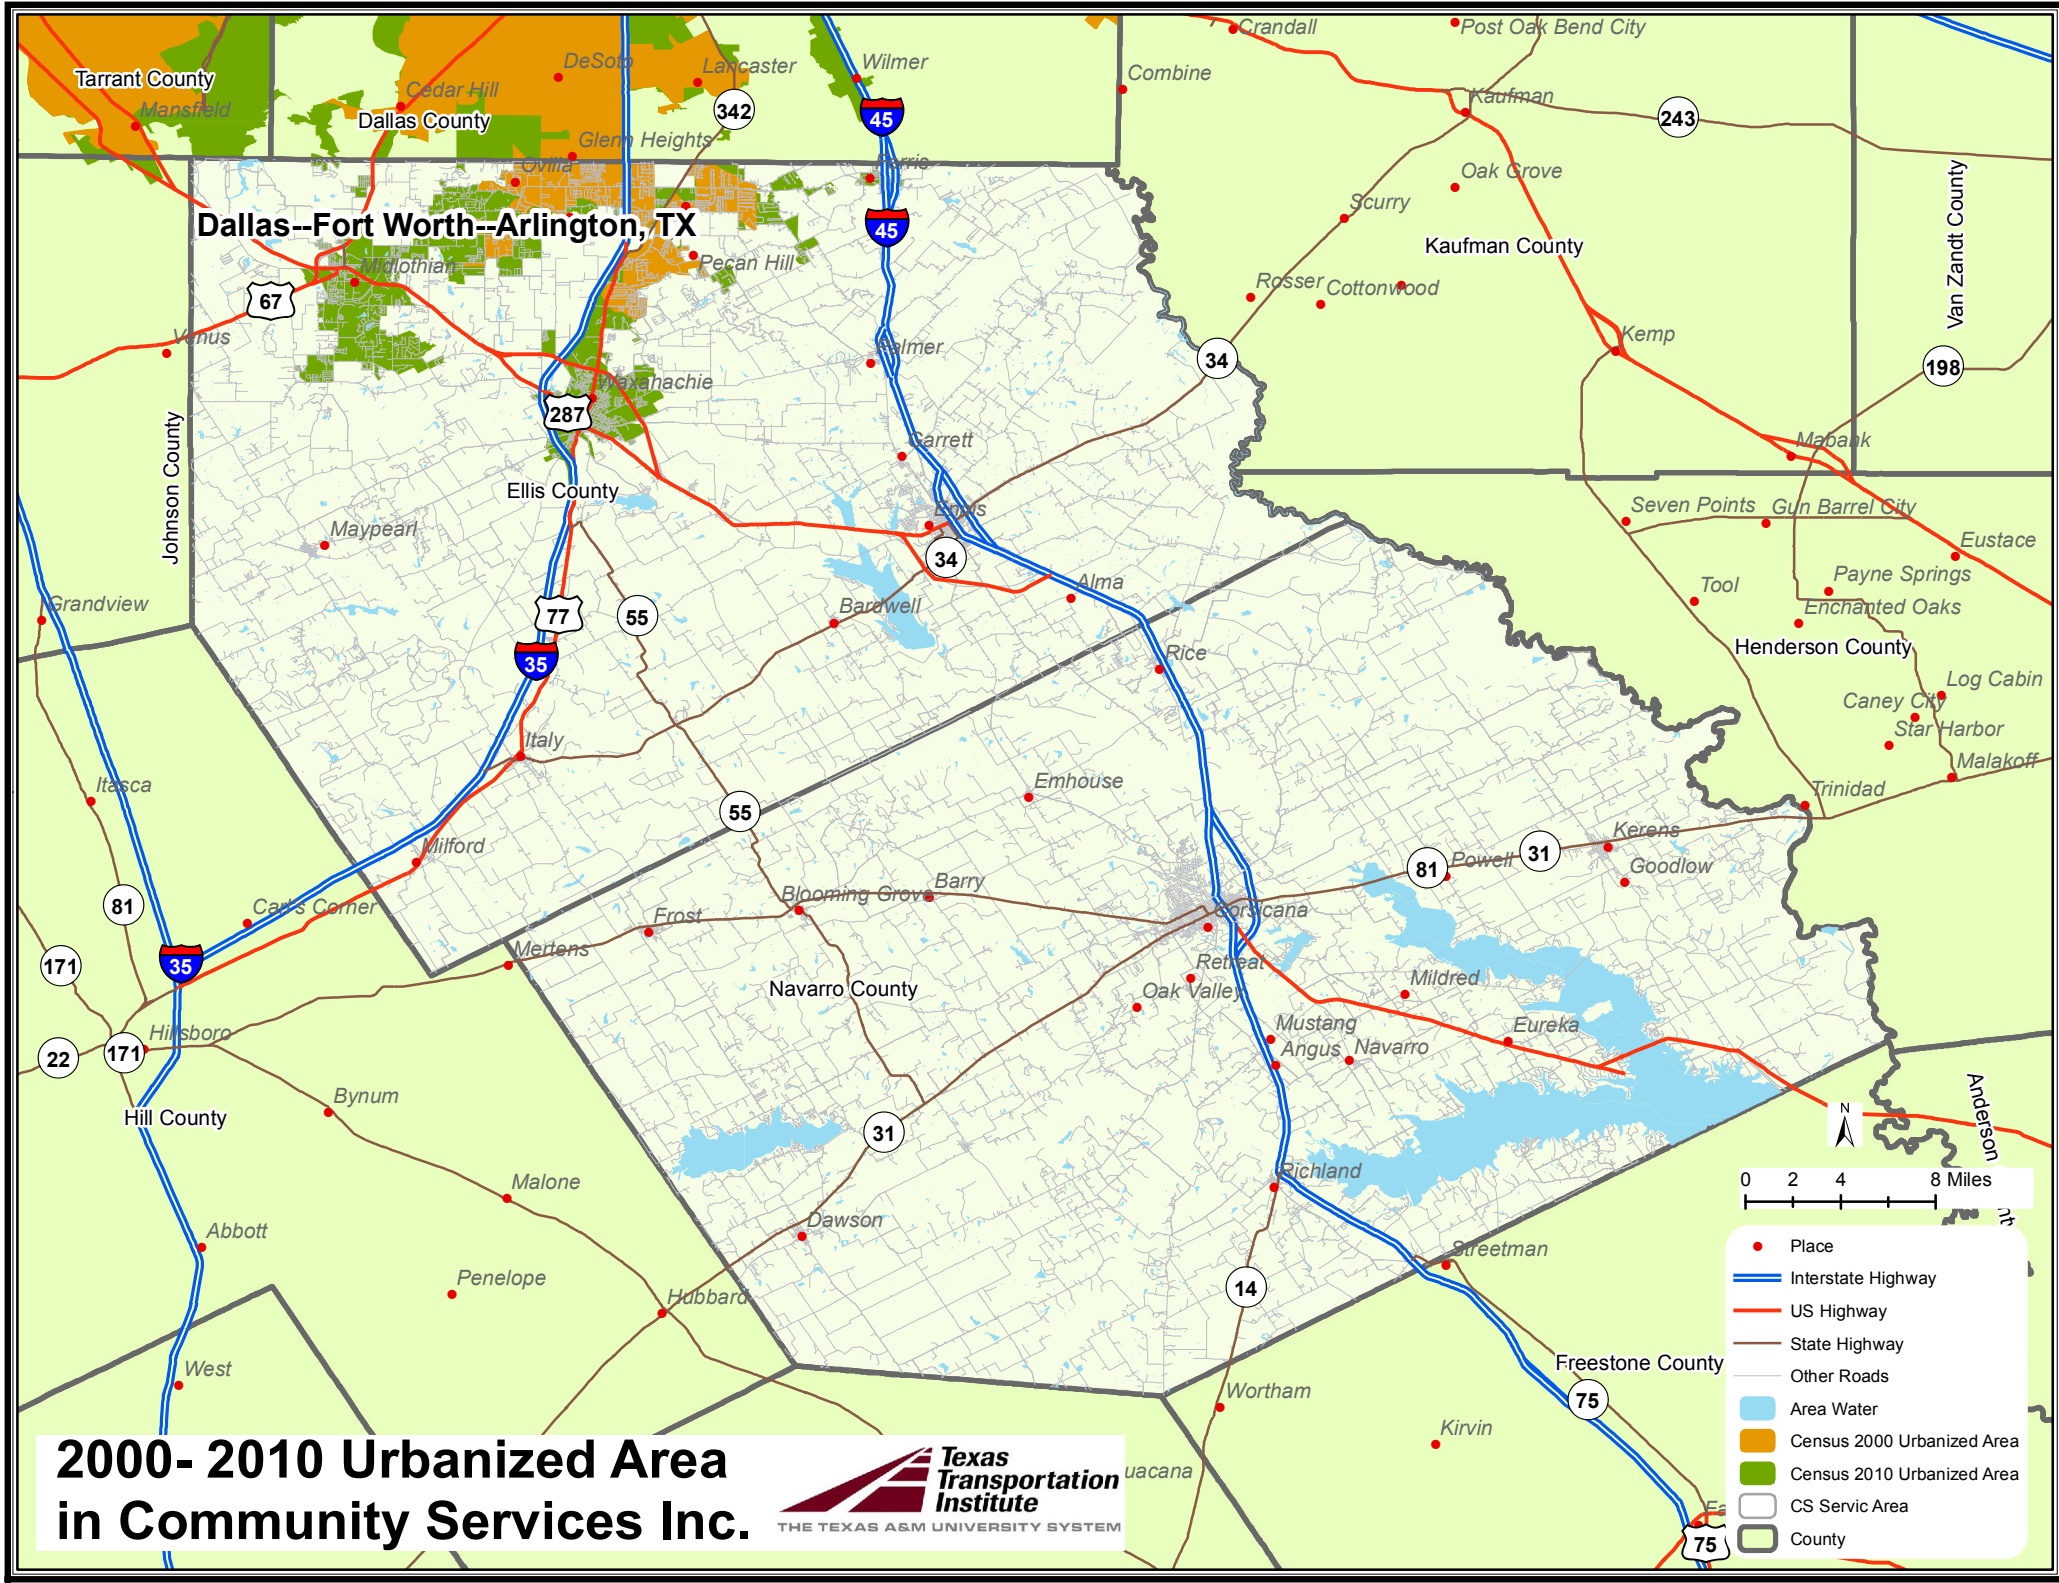 Crandall
Post Oak Bend City
Tarrant County
DeSoto
Lancaster
Wilmer
Combine
Cedar Hill
Mansfield
Dallas County
342
45
Kaufman
243
Glenn Heights
Ovilla
Ferris
Oak Grove
Scurry
Van Zandt County
Dallas--Fort Worth--Arlington, TX
45
Kaufman County
Midlothian
Pecan Hill
67
Rosser
Cottonwood
Venus
Palmer
Kemp
34
198
Waxahachie
287
Garrett
Mabank
Johnson County
Ellis County
Seven Points
Gun Barrel City
Maypearl
Ennis
34
Eustace
Alma
Tool
Payne Springs
Grandview
77
55
Bardwell
Enchanted Oaks
35
Rice
Henderson County
Log Cabin
Caney City
Star Harbor
Italy
Malakoff
Itasca
Emhouse
Trinidad
55
Milford
Kerens
81
Powell
31
Goodlow
81
Carl's Corner
Blooming Grove
Barry
Frost
Corsicana
171
35
Mertens
Retreat
Navarro County
Oak Valley
Mildred
Hillsboro
22
171
Mustang
Eureka
Angus
Navarro
Bynum
Hill County
31
Anderson
N
Malone
Richland
0 2 4 8 Miles
Dawson
Abbott
Streetman
Penelope
Hubbard
14
Place
Interstate Highway
US Highway
State Highway
Other Roads
Area Water
Census 2000 Urbanized Area
Census 2010 Urbanized Area
CS Servic Area
County
West
Freestone County
Wortham
75
Kirvin
uacana
75
2000- 2010 Urbanized Area
in Community Services Inc.
Texas
Transportation
Institute
THE TEXAS A&M UNIVERSITY SYSTEM